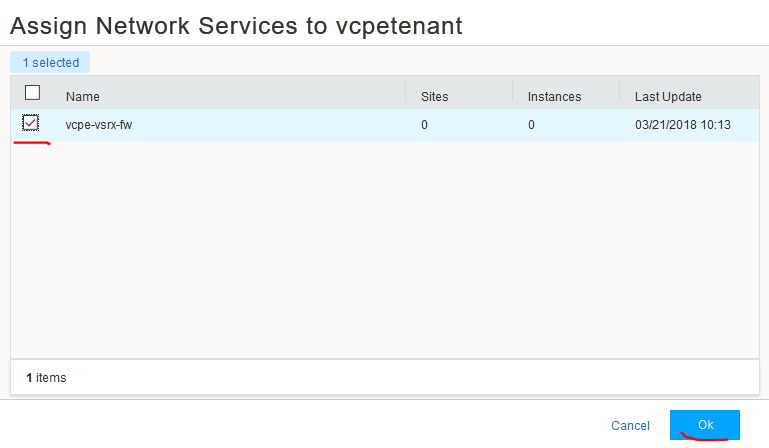 Assign Network Services to vcpetenant
1 selected
Name Sites Instances Last Update
vcpe-vsrx-fw 0 0 03/21/2018 10:13
1 items
Cancel Ok